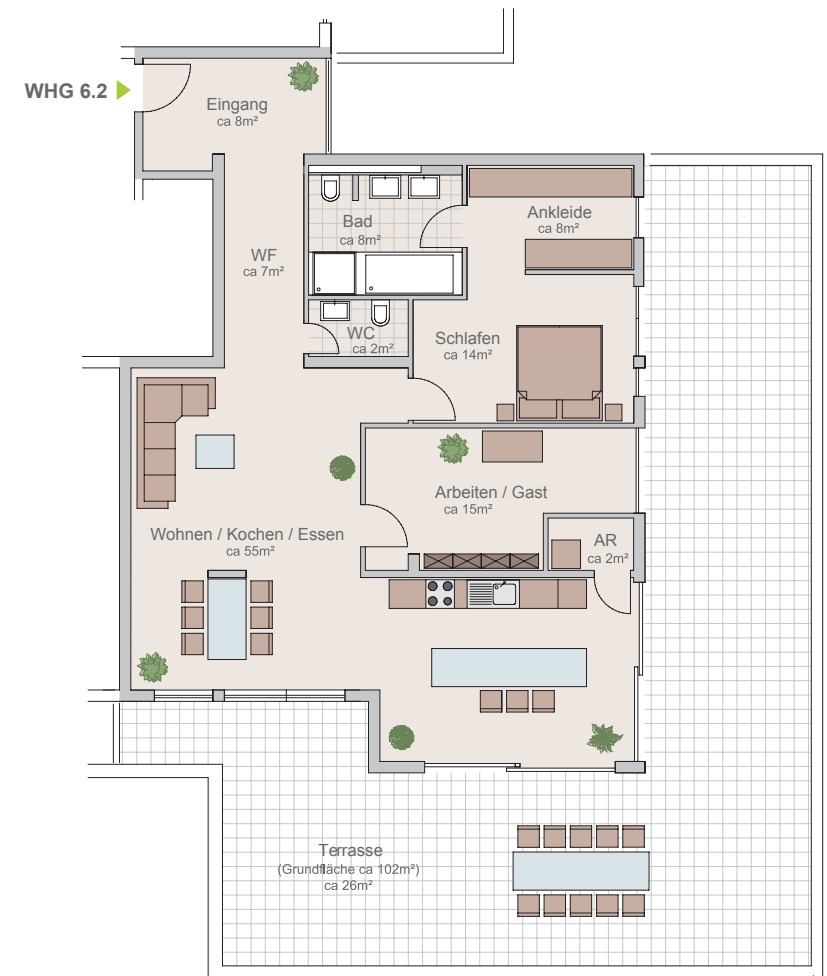 WHG 6.2
Eingang
ca 8m²
Bad
ca 8m²
Ankleide
ca 8m²
WF
ca 7m²
WC
ca 2m²
Schlafen
ca 14m²
Arbeiten / Gast
ca 15m²
Wohnen / Kochen / Essen
ca 55m²
AR
ca 2m²
Terrasse
(Grundfläche ca 102m²)
ca 26m²